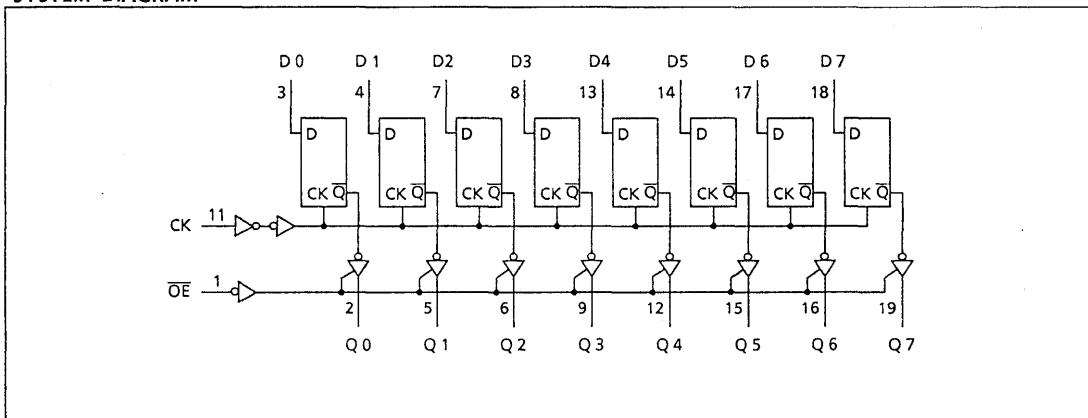 SYSTEM DIAGRAM
D0 D1 D2 D3 D4 D5 D6 D7
3 4 7 8 13 14 17 18
D D D D D D D D
CK Q̅ CK Q̅ CK Q̅ CK Q̅ CK Q̅ CK Q̅ CK Q̅ CK Q̅
CK 11
O̅E̅ 1
2 5 6 9 12 15 16 19
Q0 Q1 Q2 Q3 Q4 Q5 Q6 Q7